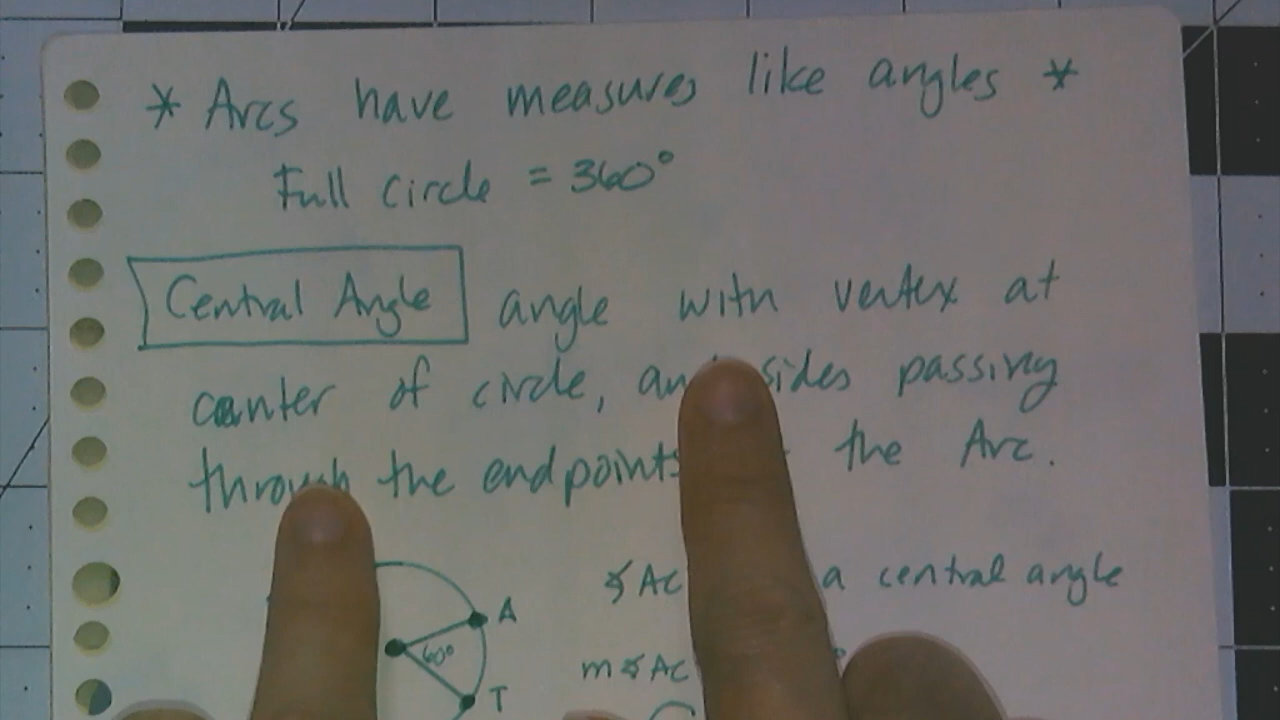 * Arcs have measures like angles *
Full circle = 360°
Central Angle angle with vertex at
center of circle, sides passing
through the endpoints the Arc.
A
∡AC a central angle
60°
m∡AC °
T